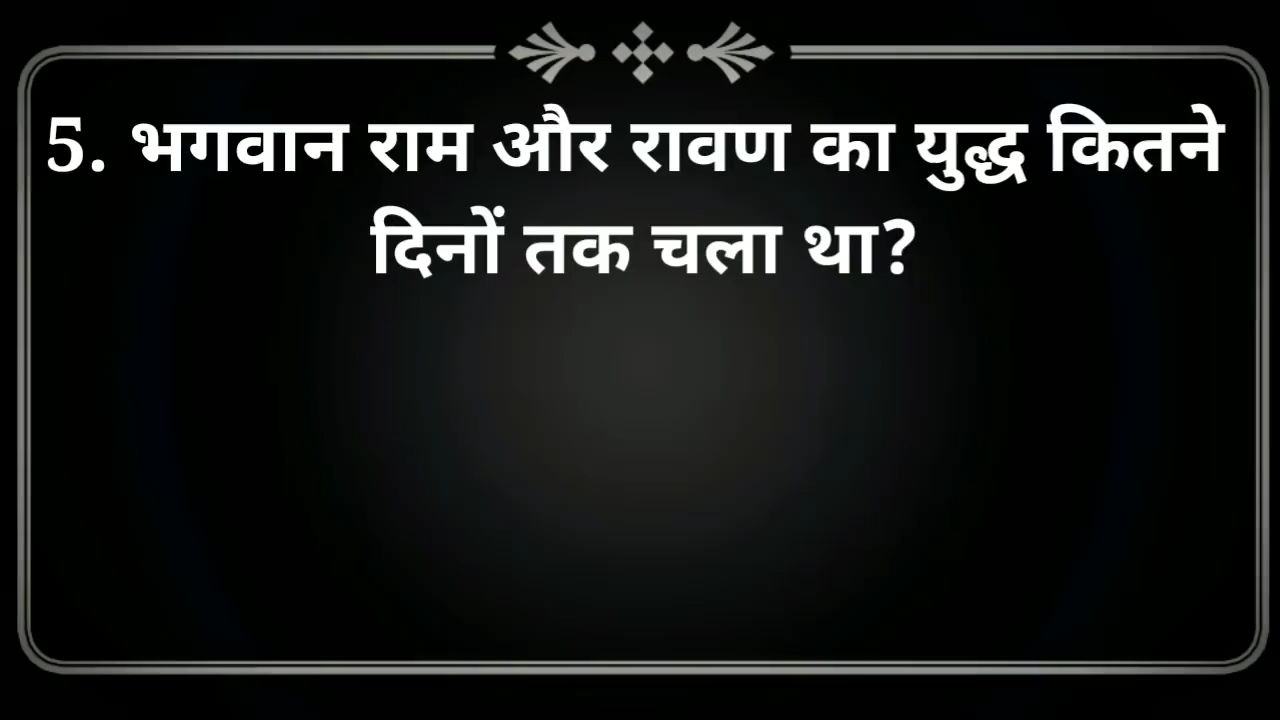 5. भगवान राम और रावण का युद्ध कितने
दिनों तक चला था?